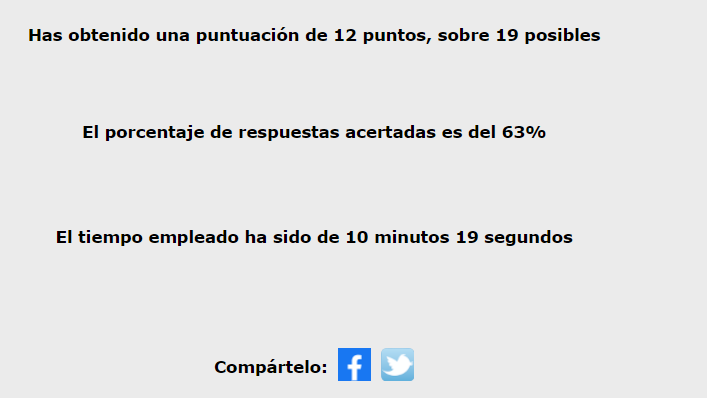 Has obtenido una puntuación de 12 puntos, sobre 19 posibles
El porcentaje de respuestas acertadas es del 63%
El tiempo empleado ha sido de 10 minutos 19 segundos
Compártelo: